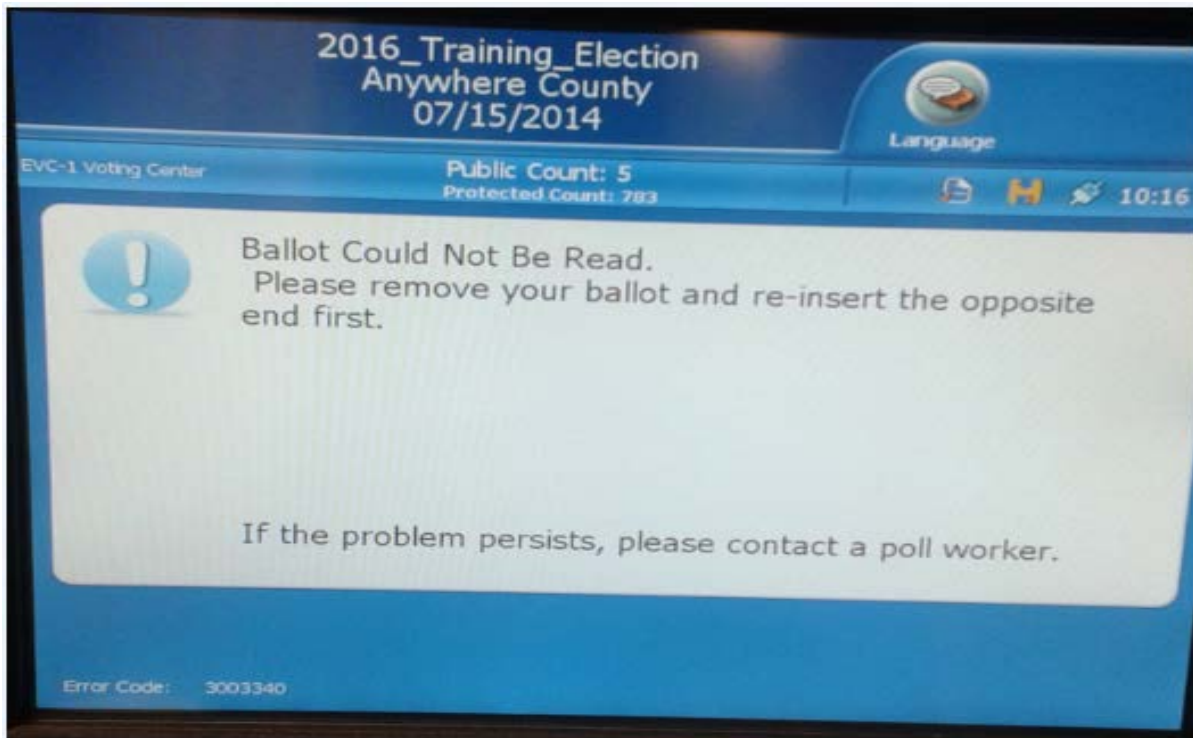 2016_Training_Election
Anywhere County
07/15/2014
Language
EVC-1 Voting Center
Public Count: 5
Protected Count: 783
10:16
Ballot Could Not Be Read.
Please remove your ballot and re-insert the opposite
end first.
If the problem persists, please contact a poll worker.
Error Code: 3003340